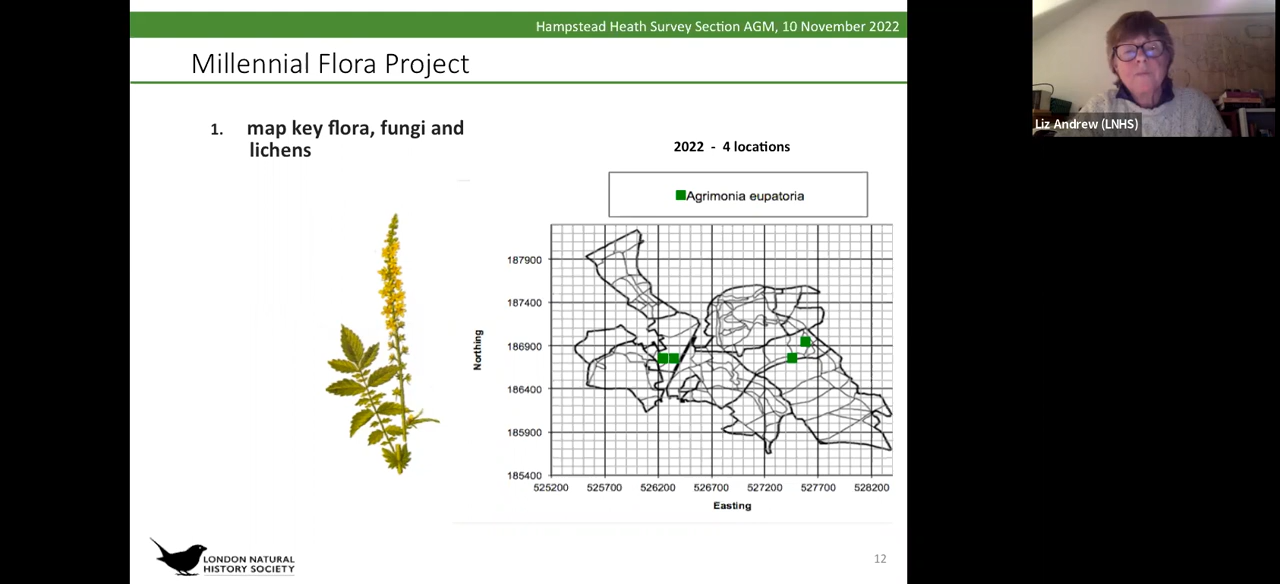 Hampstead Heath Survey Section AGM, 10 November 2022
Millennial Flora Project
1. map key flora, fungi and
lichens
2022 - 4 locations
Agrimonia eupatoria
187900
187400
186900
186400
185900
185400
Northing
525200 525700 526200 526700 527200 527700 528200
Easting
LONDON NATURAL
HISTORY SOCIETY
12
Liz Andrew (LNHS)